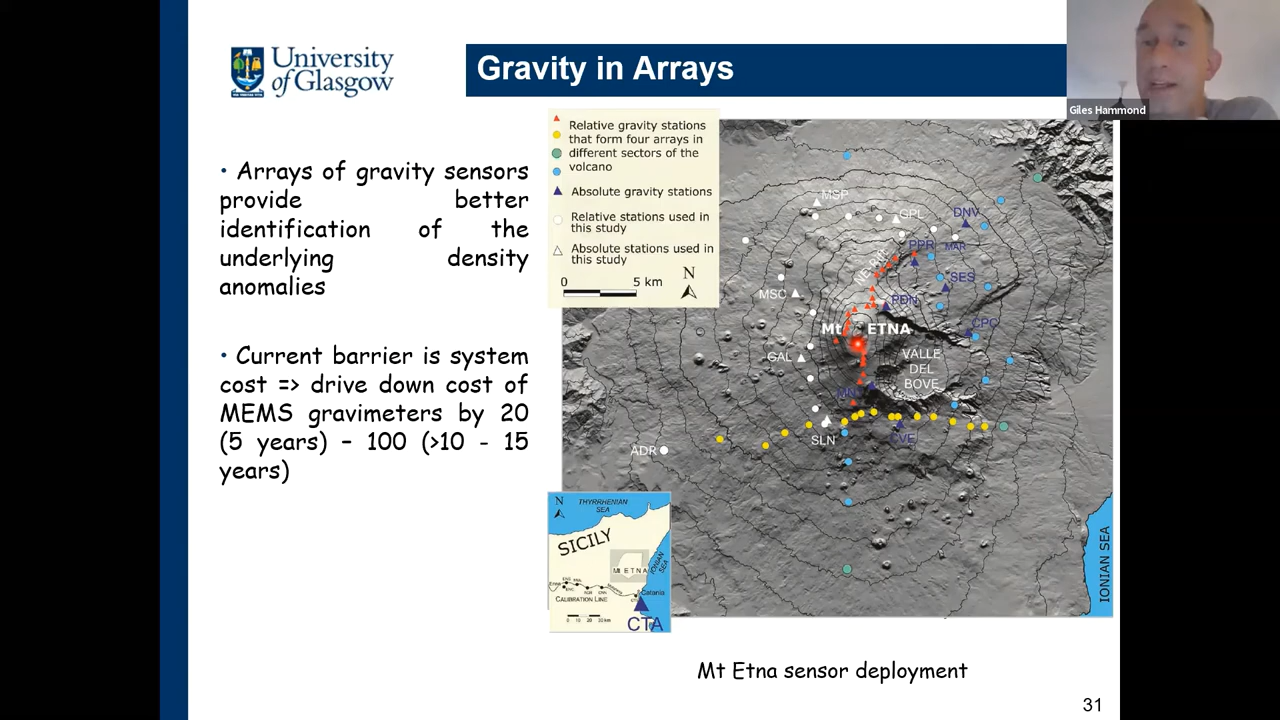 University
of Glasgow
Gravity in Arrays
Giles Hammond
• Arrays of gravity sensors
provide better
identification of the
underlying density
anomalies
• Current barrier is system
cost => drive down cost of
MEMS gravimeters by 20
(5 years) – 100 (>10 - 15
years)
Relative gravity stations
that form four arrays in
different sectors of the
volcano
Absolute gravity stations
Relative stations used in
this study
Absolute stations used in
this study
0 5 km
N
MSP
GPL
DNV
PPR
MAR
SES
MSC
PDN
CPC
Mt ETNA
GAL
VALLE
DEL
BOVE
SLN
CVE
ADR
IONIAN SEA
N
THYRRHENIAN
SEA
SICILY
Mt ETNA
IONIAN
SEA
CALIBRATION LINE
Catania
CTA
Mt Etna sensor deployment
31